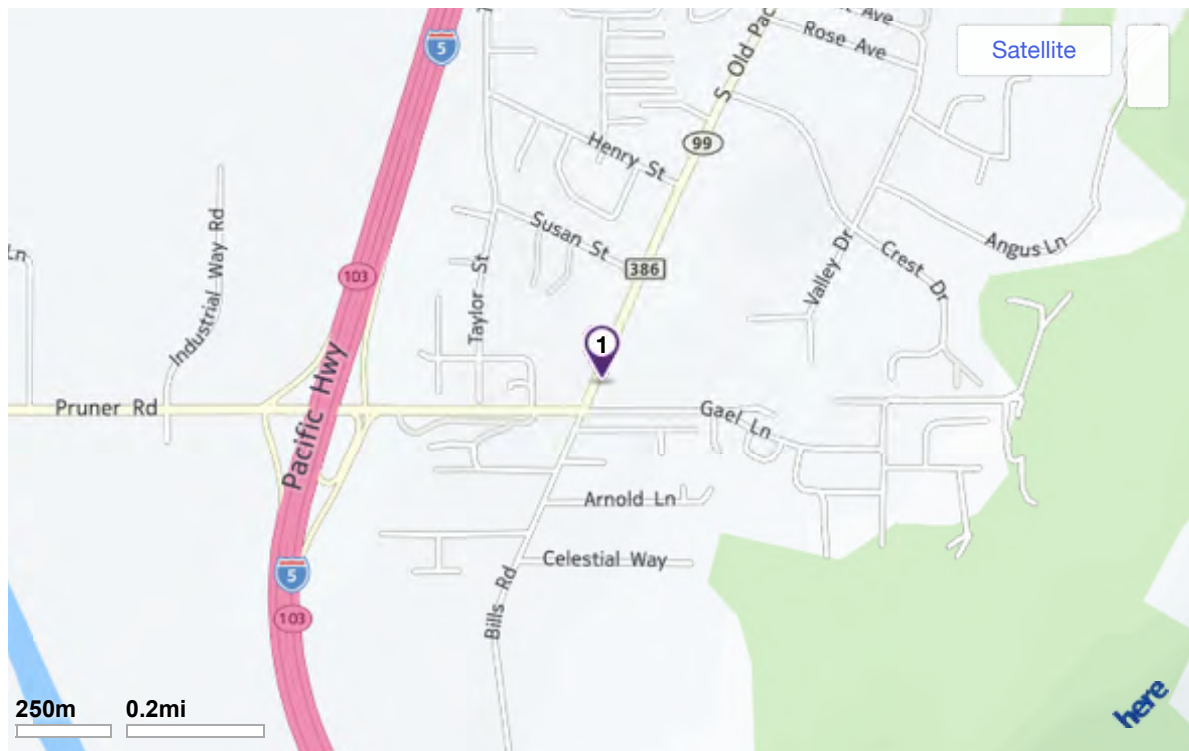 Ave
Rose Ave
S Old Pac
5
Satellite
Henry St
99
Industrial Way Rd
Susan St
Valley Dr
Angus Ln
Ln
Crest Dr
386
103
Taylor St
1
Pacific Hwy
Pruner Rd
Gael Ln
Arnold Ln
Celestial Way
5
Bills Rd
103
250m
0.2mi
here